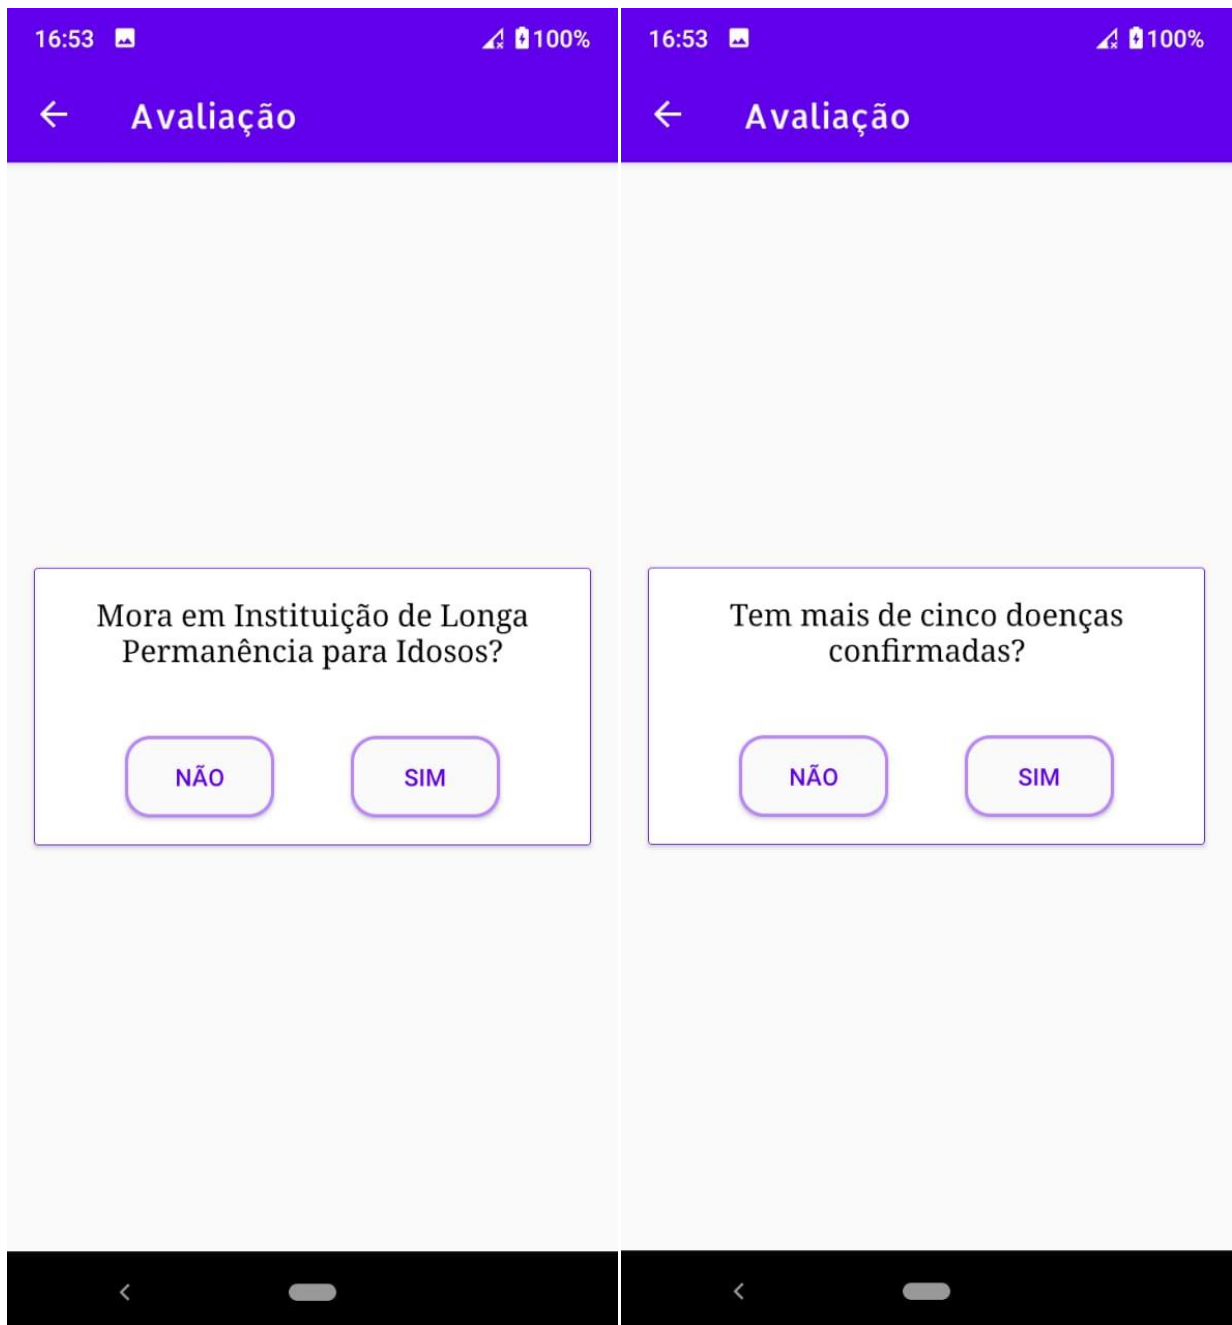 16:53
100%
Avaliação
Mora em Instituição de Longa
Permanência para Idosos?
NÃO
SIM
16:53
100%
Avaliação
Tem mais de cinco doenças
confirmadas?
NÃO
SIM